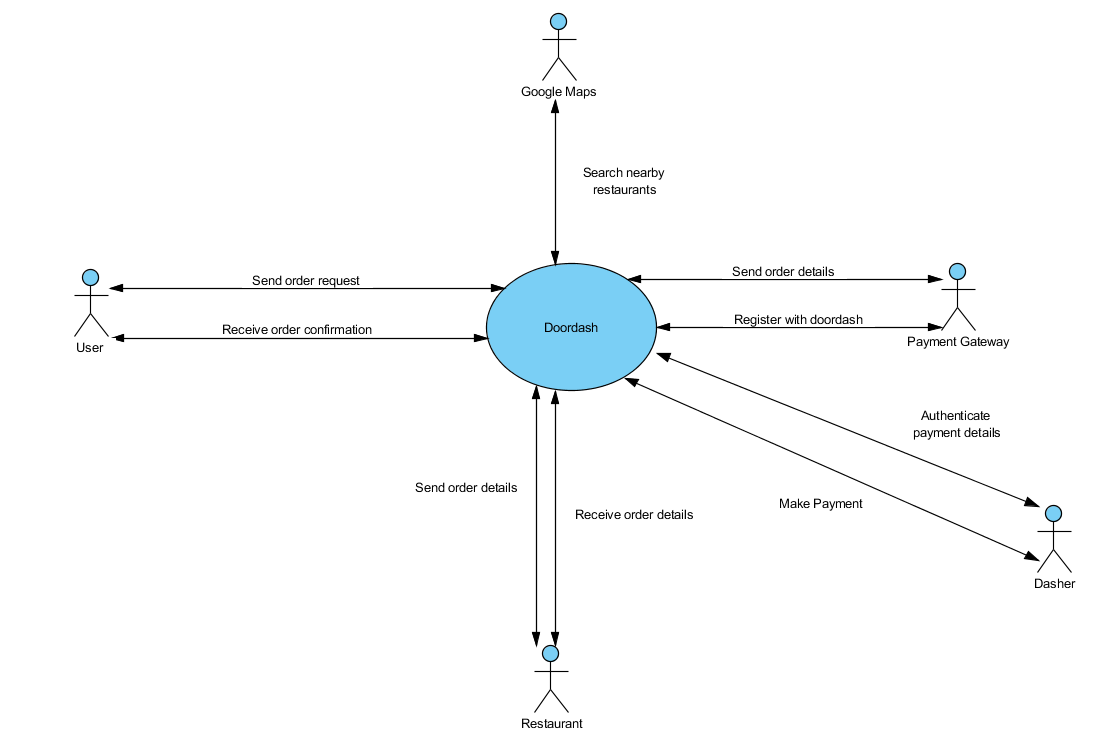 Google Maps
Search nearby
restaurants
Send order request
Send order details
Doordash
Register with doordash
Receive order confirmation
User
Payment Gateway
Authenticate
payment details
Send order details
Make Payment
Receive order details
Dasher
Restaurant